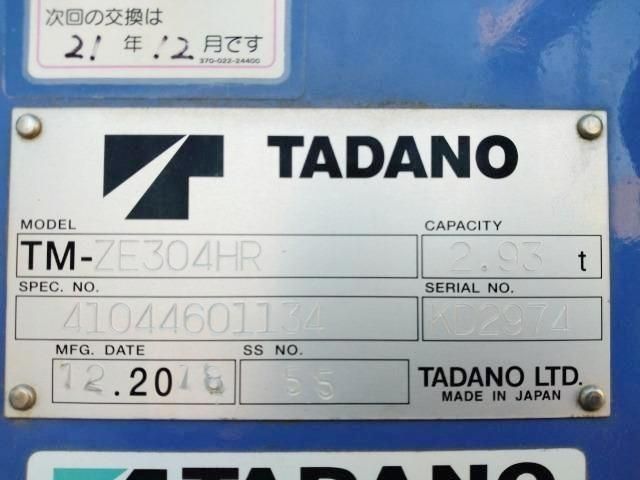 次回の交換は
21 年 12 月です
370-022-24400
TADANO
MODEL
CAPACITY
TM-ZE304HR
2.93 t
SPEC. NO.
SERIAL NO.
41044601134
KD2974
MFG. DATE
SS NO.
12.2018
55
TADANO LTD.
MADE IN JAPAN
TADANO